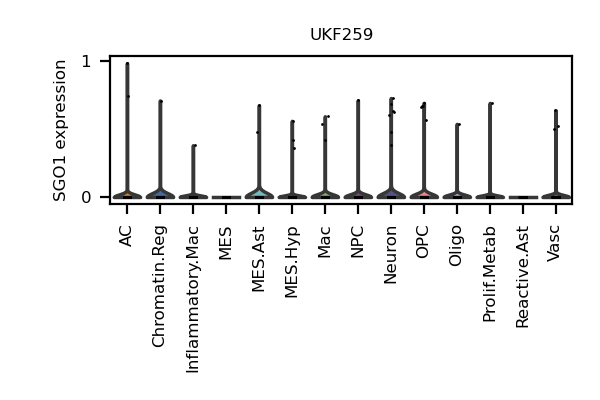 UKF259
SGO1 expression
1
0
AC
Chromatin.Reg
Inflammatory.Mac
MES
MES.Ast
MES.Hyp
Mac
NPC
Neuron
OPC
Oligo
Prolif.Metab
Reactive.Ast
Vasc